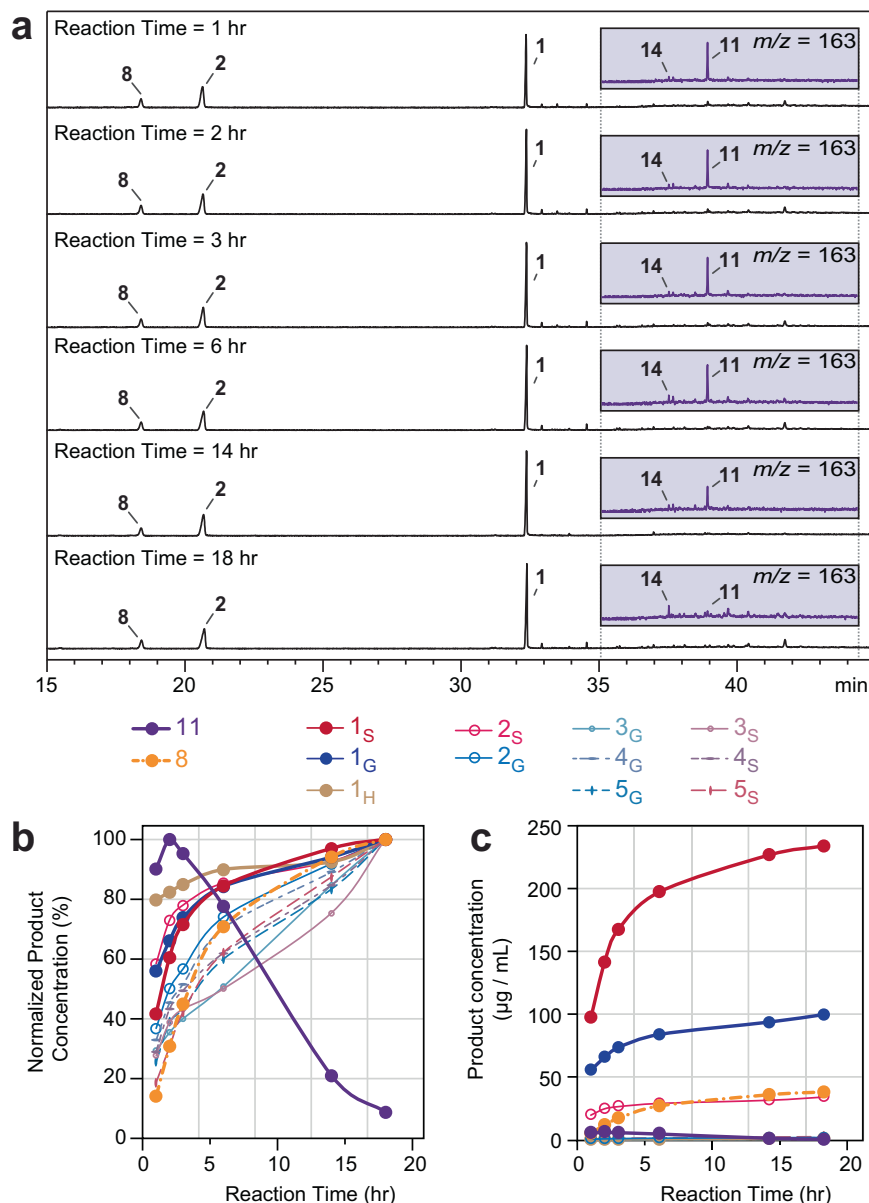 a
Reaction Time = 1 hr
8
2
1
14
11
m/z = 163
Reaction Time = 2 hr
8
2
1
14
11
m/z = 163
Reaction Time = 3 hr
8
2
1
14
11
m/z = 163
Reaction Time = 6 hr
8
2
1
14
11
m/z = 163
Reaction Time = 14 hr
8
2
1
14
11
m/z = 163
Reaction Time = 18 hr
8
2
1
14
11
m/z = 163
15 20 25 30 35 40 min
11 1S 2S 3G 3S
8 1G 2G 4G 4S
1H 5G 5S
b
100
80
60
40
20
0
Normalized Product
Concentration (%)
0 5 10 15 20
Reaction Time (hr)
c
250
200
150
100
50
0
Product concentration
(µg / mL)
0 5 10 15 20
Reaction Time (hr)